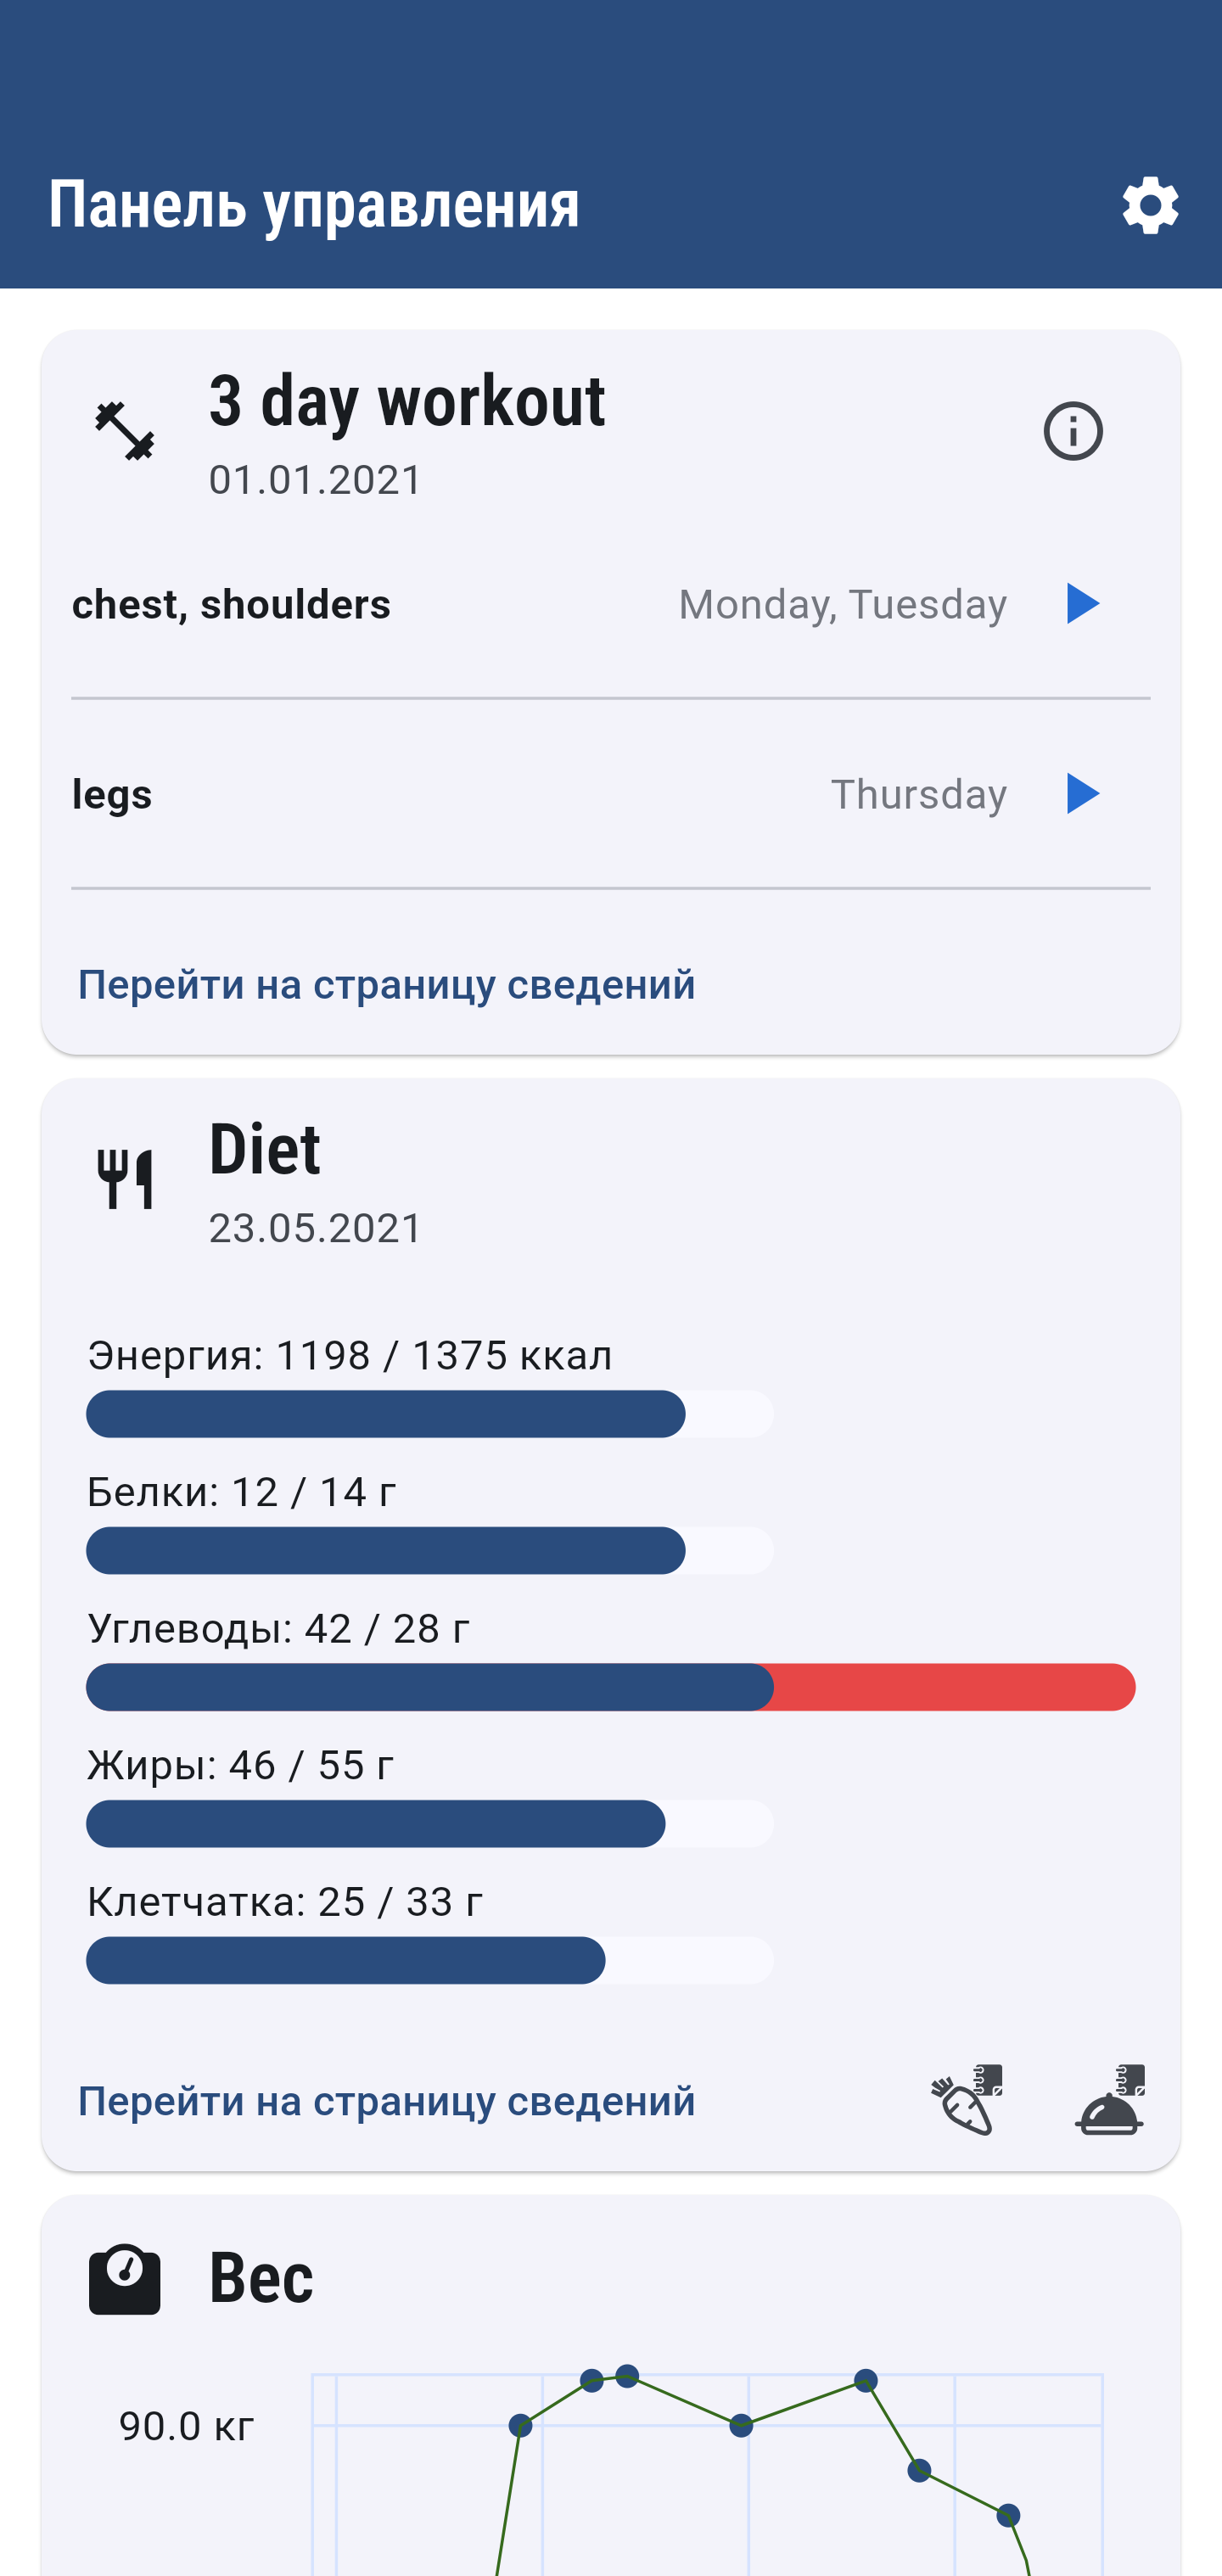 Панель управления
3 day workout
01.01.2021
chest, shoulders Monday, Tuesday
legs Thursday
Перейти на страницу сведений
Diet
23.05.2021
Энергия: 1198 / 1375 ккал
Белки: 12 / 14 г
Углеводы: 42 / 28 г
Жиры: 46 / 55 г
Клетчатка: 25 / 33 г
Перейти на страницу сведений
Вес
90.0 кг